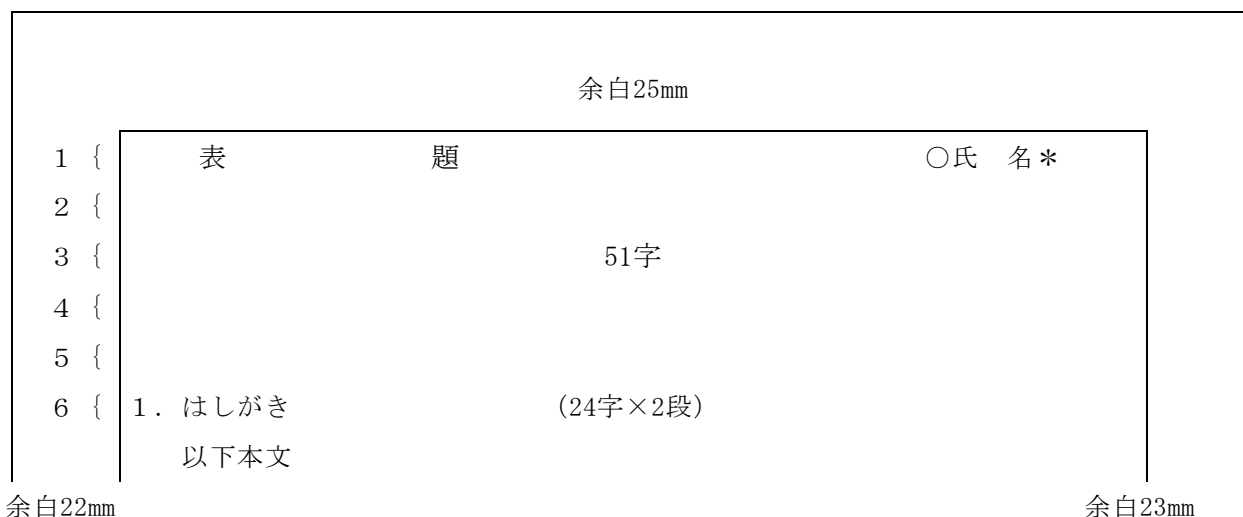 余白25mm
1 { 表 題 ○氏 名*
2 {
3 { 51字
4 {
5 {
6 { 1．はしがき (24字×2段)
以下本文
余白22mm 余白23mm